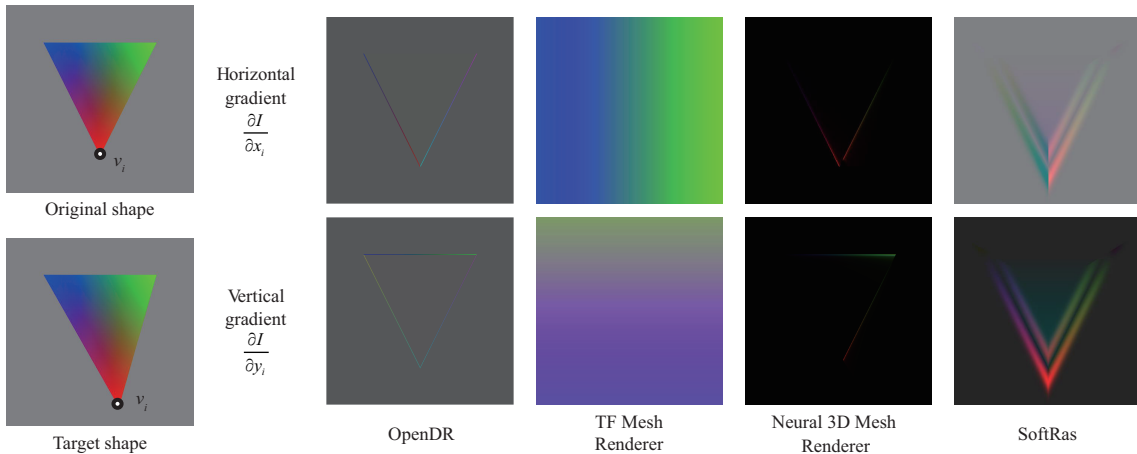 v_i
Original shape
v_i
Target shape
Horizontal
gradient
∂I
∂x_i
Vertical
gradient
∂I
∂y_i
OpenDR
TF Mesh
Renderer
Neural 3D Mesh
Renderer
SoftRas